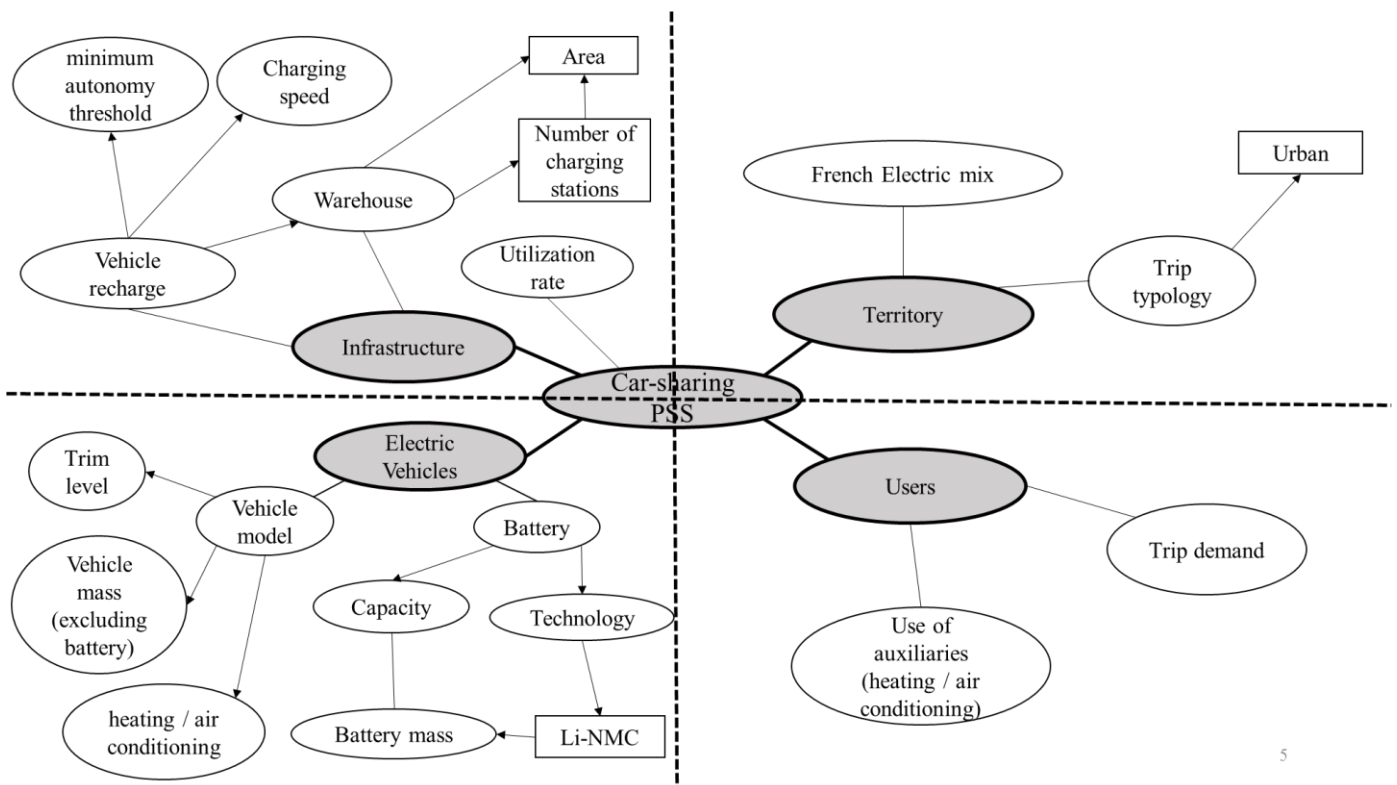 minimum
autonomy
threshold
Charging
speed
Area
Number of
charging
stations
Warehouse
Vehicle
recharge
Utilization
rate
Infrastructure
French Electric mix
Urban
Trip
typology
Territory
Car-sharing
PSS
Electric
Vehicles
Trim
level
Vehicle
model
Battery
Vehicle
mass
(excluding
battery)
Capacity
Technology
heating / air
conditioning
Battery mass
Li-NMC
Users
Trip demand
Use of
auxiliaries
(heating / air
conditioning)
5